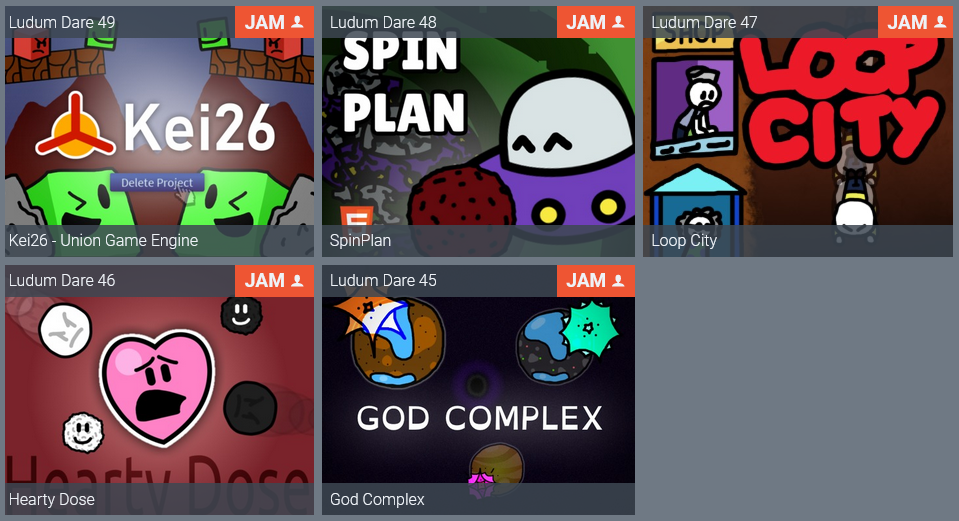 Ludum Dare 49
JAM
Kei26
Delete Project
Kei26 - Union Game Engine
Ludum Dare 48
JAM
SPIN
PLAN
5
SpinPlan
Ludum Dare 47
JAM
SHOP
LOOP
CITY
Loop City
Ludum Dare 46
JAM
Hearty Dose
Hearty Dose
Ludum Dare 45
JAM
GOD COMPLEX
God Complex